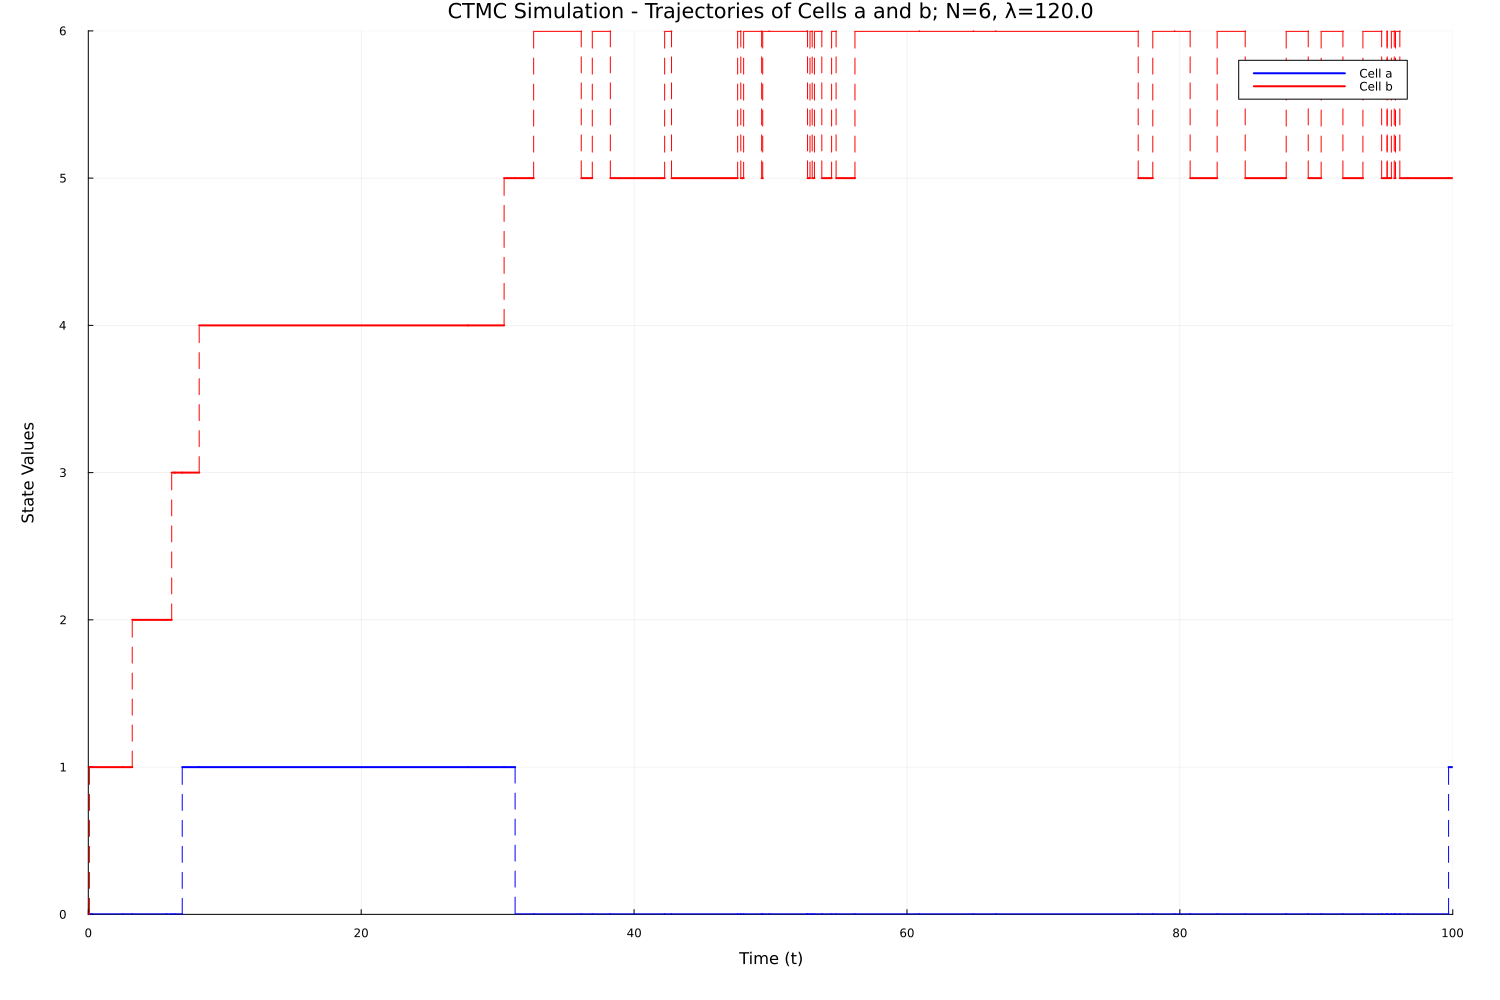 CTMC Simulation - Trajectories of Cells a and b; N=6, λ=120.0
6
Cell a
Cell b
5
4
State Values
3
2
1
0
0 20 40 60 80 100
Time (t)